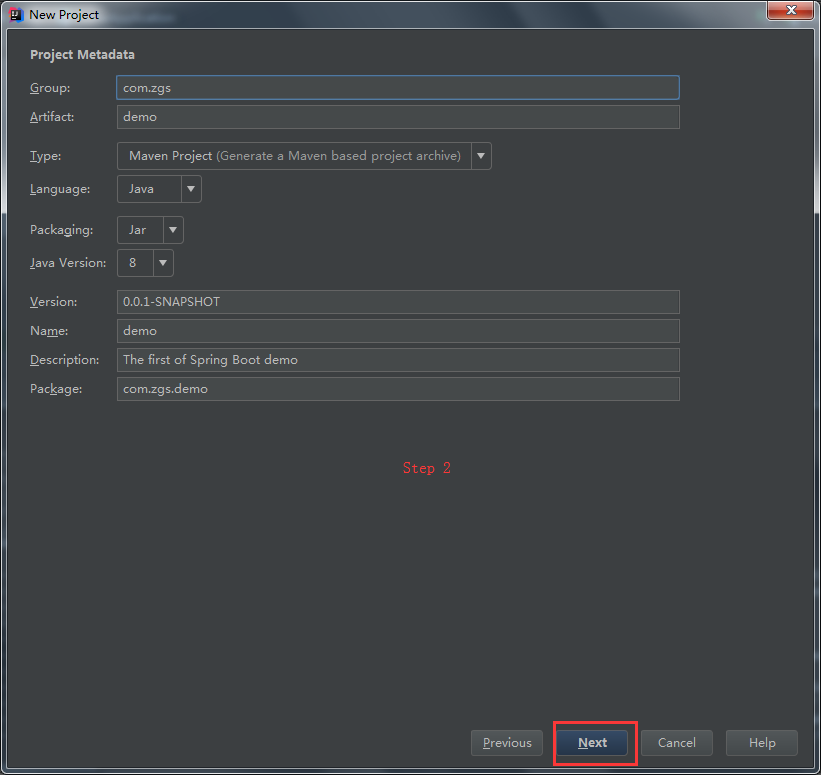 New Project
Project Metadata
Group: com.zgs
Artifact: demo
Type: Maven Project (Generate a Maven based project archive)
Language: Java
Packaging: Jar
Java Version: 8
Version: 0.0.1-SNAPSHOT
Name: demo
Description: The first of Spring Boot demo
Package: com.zgs.demo
Step 2
Previous Next Cancel Help